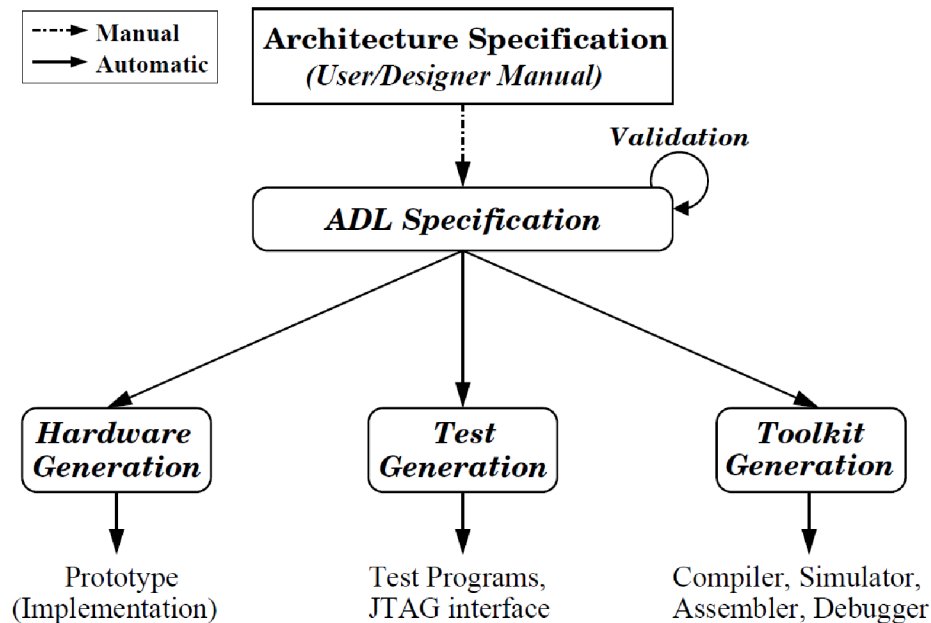 Manual
Automatic
Architecture Specification
(User/Designer Manual)
Validation
ADL Specification
Hardware
Generation
Test
Generation
Toolkit
Generation
Prototype
(Implementation)
Test Programs,
JTAG interface
Compiler, Simulator,
Assembler, Debugger